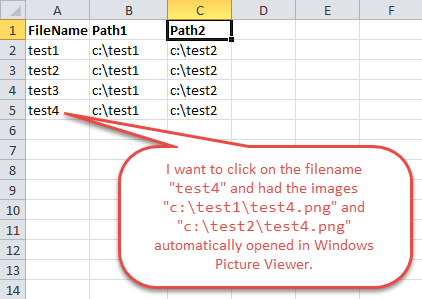 A B C D E F
1 FileName Path1 Path2
2 test1 c:\test1 c:\test2
3 test2 c:\test1 c:\test2
4 test3 c:\test1 c:\test2
5 test4 c:\test1 c:\test2
6
7
8
9
10
11
12
13
14
I want to click on the filename
"test4" and had the images
"c:\test1\test4.png" and
"c:\test2\test4.png"
automatically opened in Windows
Picture Viewer.